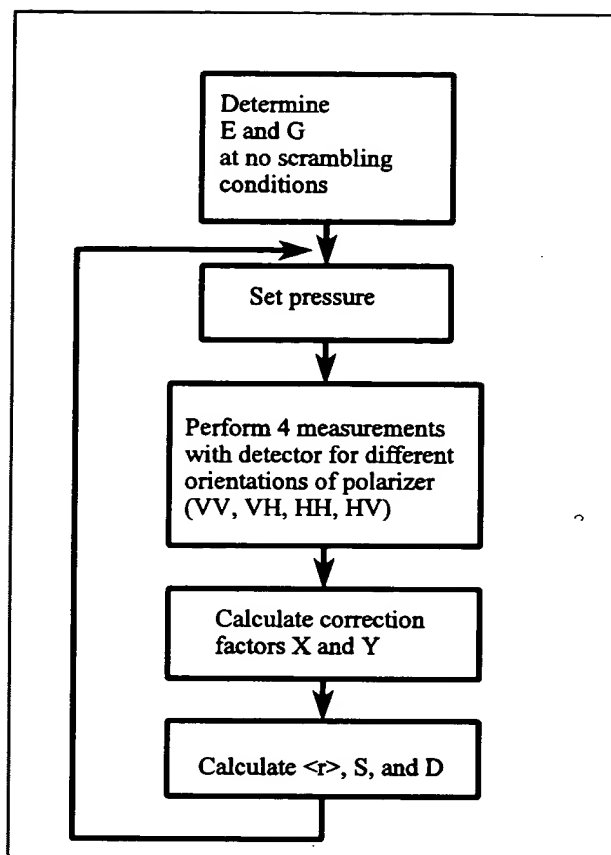 Determine
E and G
at no scrambling
conditions
Set pressure
Perform 4 measurements
with detector for different
orientations of polarizer
(VV, VH, HH, HV)
Calculate correction
factors X and Y
Calculate <r>, S, and D